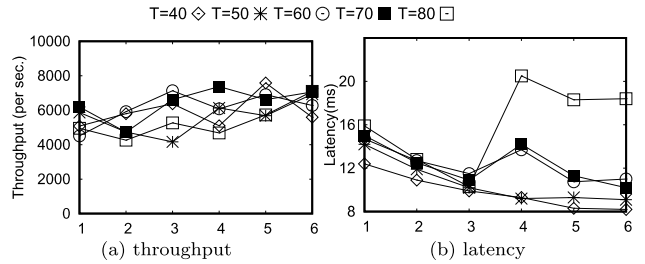 T=40 T=50 T=60 T=70 T=80
Throughput (per sec.)
10000
8000
6000
4000
2000
0
1 2 3 4 5 6
(a) throughput
Latency(ms)
20
16
12
8
1 2 3 4 5 6
(b) latency